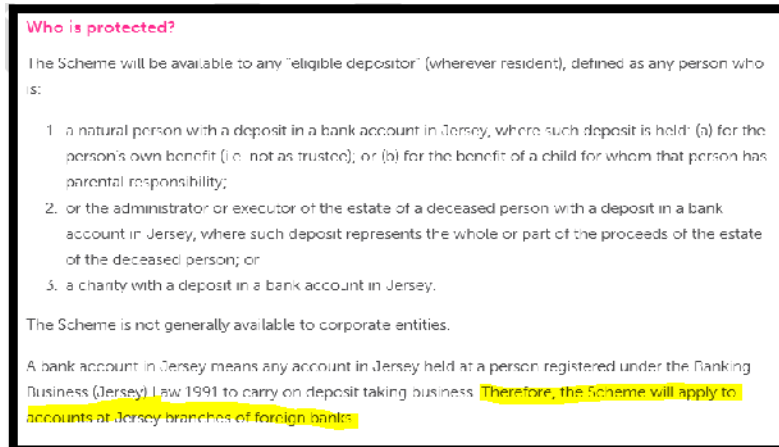 Who is protected?
The Scheme will be available to any "eligible depositor" (wherever resident), defined as any person who
is:
1. a natural person with a deposit in a bank account in Jersey, where such deposit is held: (a) for the
person's own benefit (i.e. not as trustee); or (b) for the benefit of a child for whom that person has
parental responsibility;
2. or the administrator or executor of the estate of a deceased person with a deposit in a bank
account in Jersey, where such deposit represents the whole or part of the proceeds of the estate
of the deceased person; or
3. a charity with a deposit in a bank account in Jersey.
The Scheme is not generally available to corporate entities.
A bank account in Jersey means any account in Jersey held at a person registered under the Banking
Business (Jersey) Law 1991 to carry on deposit taking business. Therefore, the Scheme will apply to
accounts at Jersey branches of foreign banks.